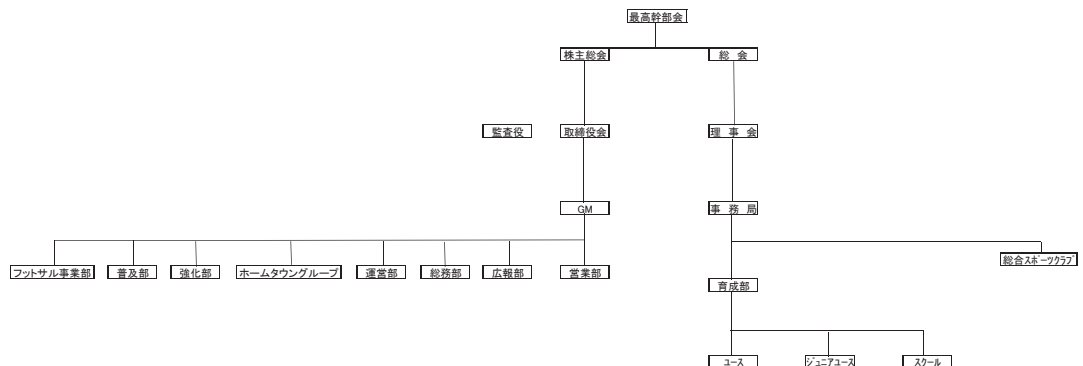 最高幹部会
株主総会
総 会
監査役
取締役会
理 事 会
GM
事 務 局
フットサル事業部
普及部
強化部
ホームタウングループ
運営部
総務部
広報部
営業部
総合スポーツクラブ
育成部
ユース
ジュニアユース
スクール